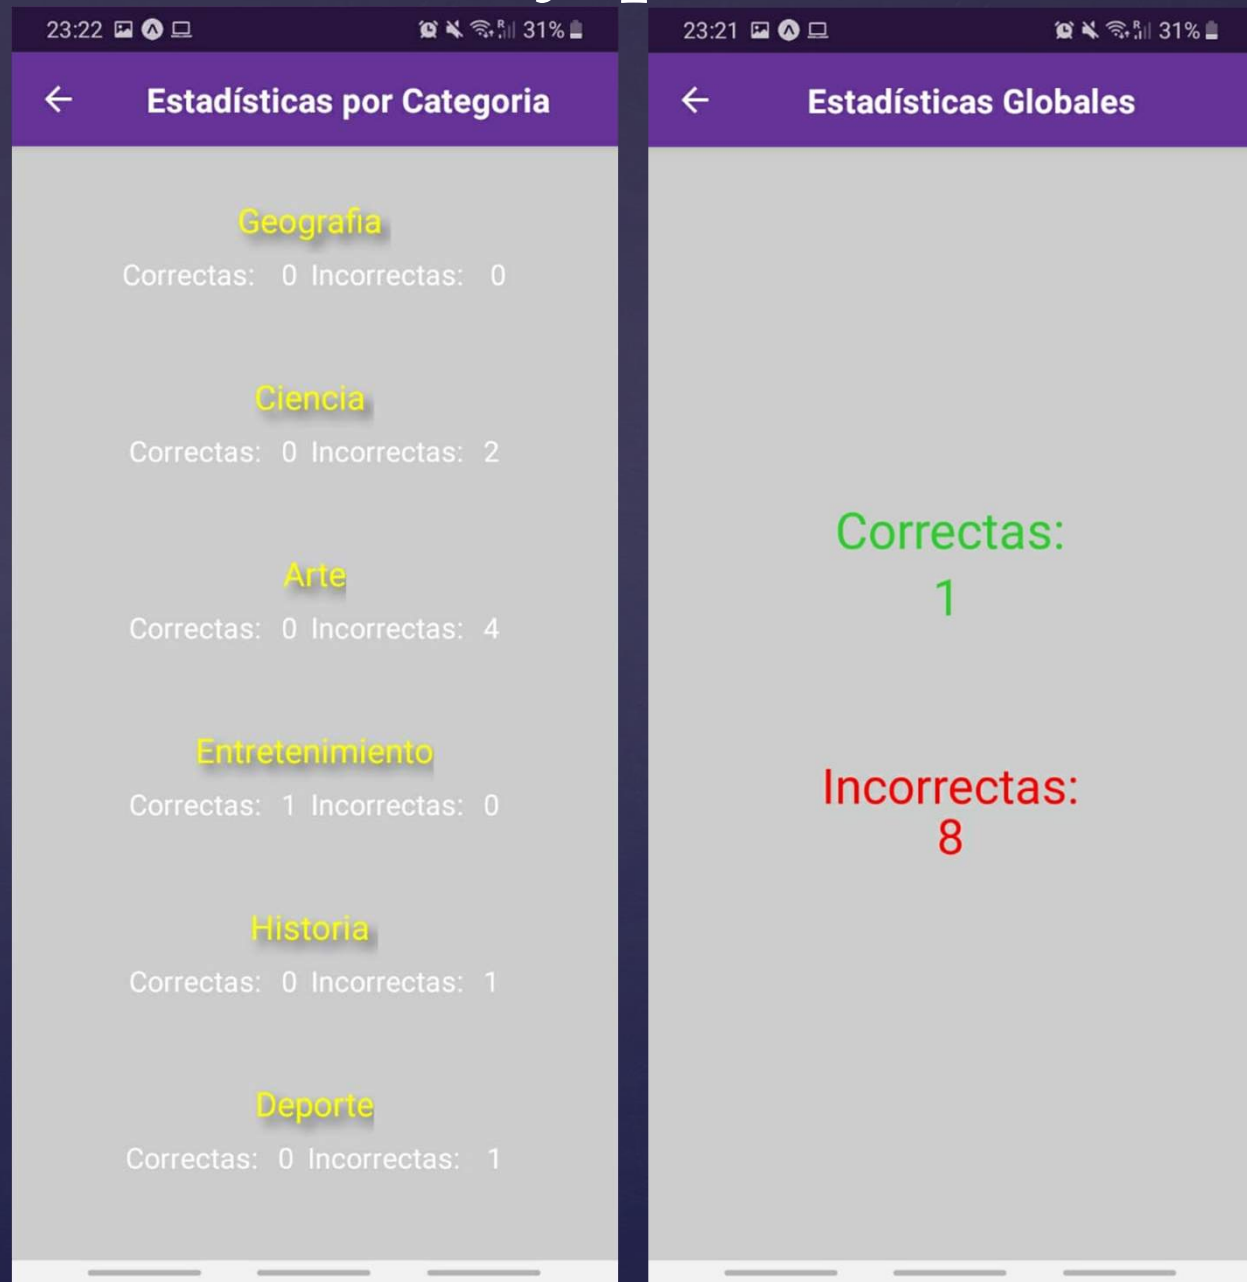 23:22 31%
Estadísticas por Categoria
Geografia
Correctas: 0 Incorrectas: 0
Ciencia
Correctas: 0 Incorrectas: 2
Arte
Correctas: 0 Incorrectas: 4
Entretenimiento
Correctas: 1 Incorrectas: 0
Historia
Correctas: 0 Incorrectas: 1
Deporte
Correctas: 0 Incorrectas: 1
23:21 R 31%
Estadísticas Globales
Correctas:
1
Incorrectas:
8